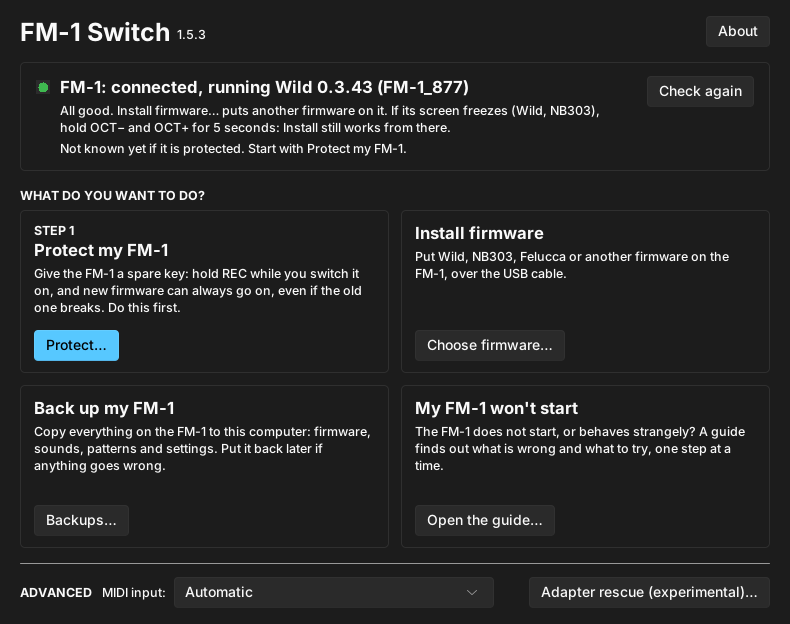 FM-1 Switch 1.5.3
About
FM-1: connected, running Wild 0.3.43 (FM-1_877)
Check again
All good. Install firmware... puts another firmware on it. If its screen freezes (Wild, NB303),
hold OCT− and OCT+ for 5 seconds: Install still works from there.
Not known yet if it is protected. Start with Protect my FM-1.
WHAT DO YOU WANT TO DO?
STEP 1
Protect my FM-1
Give the FM-1 a spare key: hold REC while you switch it
on, and new firmware can always go on, even if the old
one breaks. Do this first.
Protect...
Install firmware
Put Wild, NB303, Felucca or another firmware on the
FM-1, over the USB cable.
Choose firmware...
Back up my FM-1
Copy everything on the FM-1 to this computer: firmware,
sounds, patterns and settings. Put it back later if
anything goes wrong.
Backups...
My FM-1 won't start
The FM-1 does not start, or behaves strangely? A guide
finds out what is wrong and what to try, one step at a
time.
Open the guide...
ADVANCED MIDI input: Automatic
Adapter rescue (experimental)...